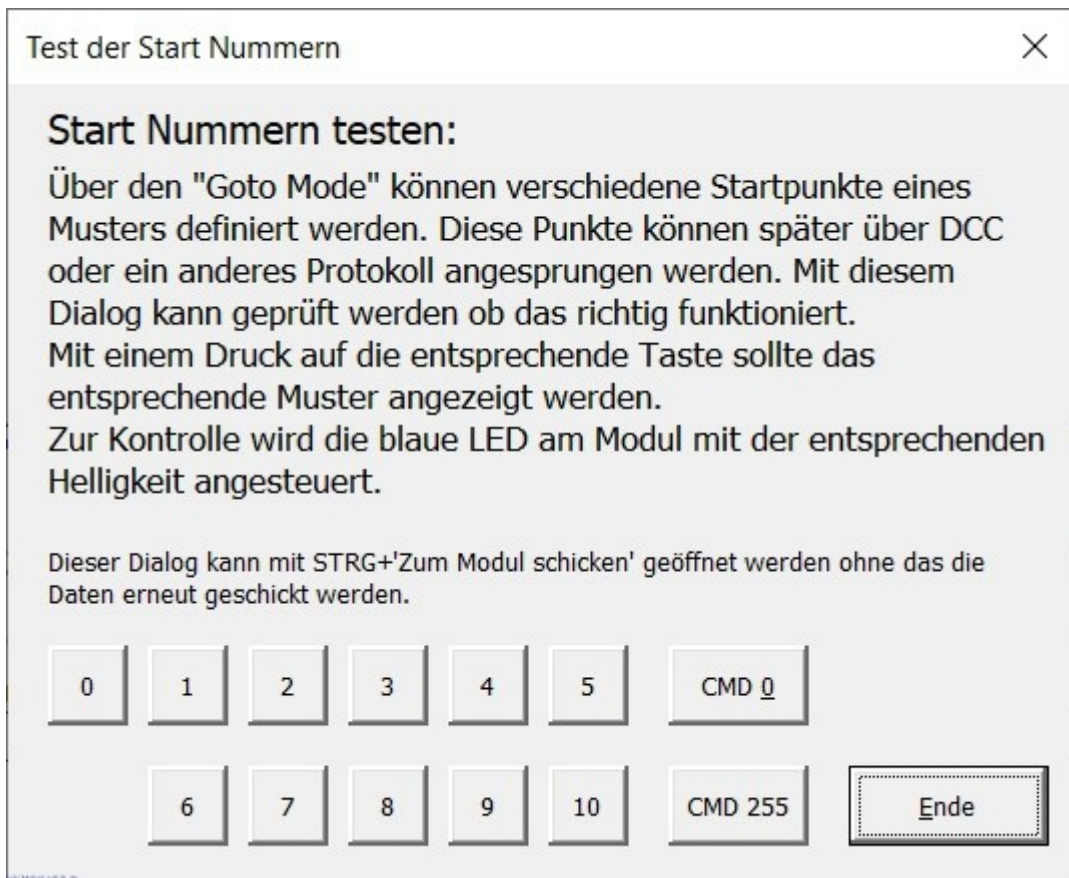 Test der Start Nummern
Start Nummern testen:
Über den "Goto Mode" können verschiedene Startpunkte eines
Musters definiert werden. Diese Punkte können später über DCC
oder ein anderes Protokoll angesprungen werden. Mit diesem
Dialog kann geprüft werden ob das richtig funktioniert.
Mit einem Druck auf die entsprechende Taste sollte das
entsprechende Muster angezeigt werden.
Zur Kontrolle wird die blaue LED am Modul mit der entsprechenden
Helligkeit angesteuert.
Dieser Dialog kann mit STRG+'Zum Modul schicken' geöffnet werden ohne das die
Daten erneut geschickt werden.
0 1 2 3 4 5 CMD 0
6 7 8 9 10 CMD 255 Ende